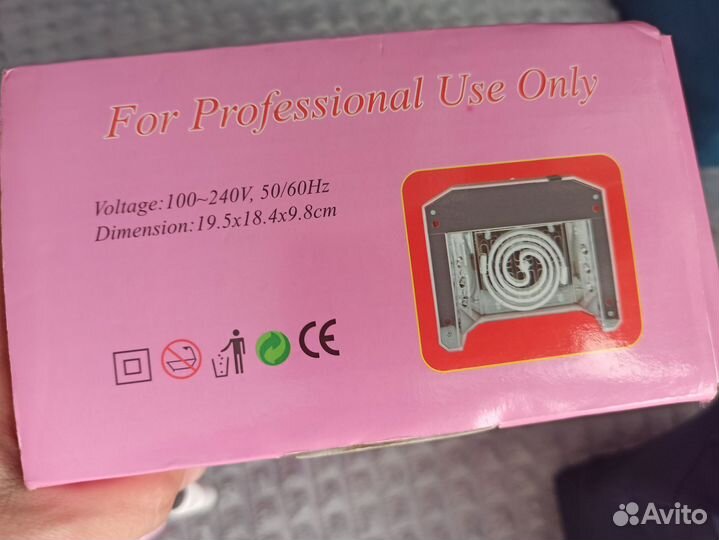 For Professional Use Only
Voltage:100~240V, 50/60Hz
Dimension:19.5x18.4x9.8cm
CE
Avito